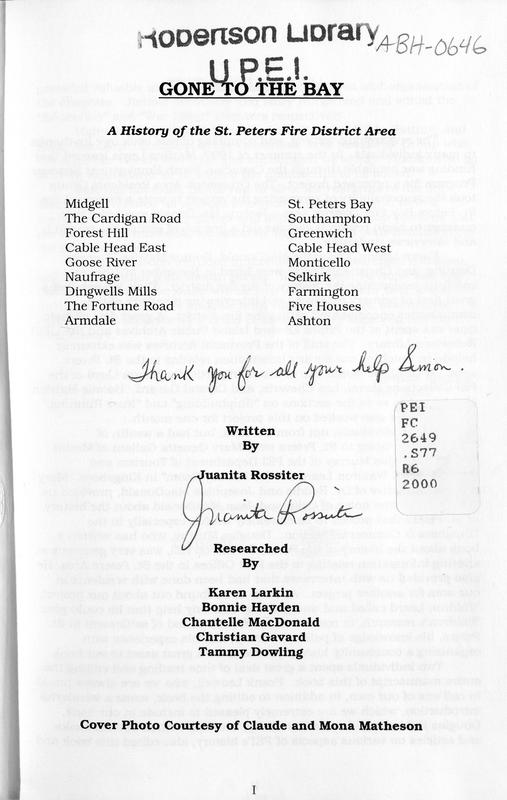 Robertson Library
ABH-0646
U.P.E.I.
GONE TO THE BAY
A History of the St. Peters Fire District Area
Midgell
The Cardigan Road
Forest Hill
Cable Head East
Goose River
Naufrage
Dingwells Mills
The Fortune Road
Armdale
St. Peters Bay
Southampton
Greenwich
Cable Head West
Monticello
Selkirk
Farmington
Five Houses
Ashton
Thank you for all your help Simon.
PEI
FC
2649
.S77
R6
2000
Written
By
Juanita Rossiter
Juanita Rossiter
Researched
By
Karen Larkin
Bonnie Hayden
Chantelle MacDonald
Christian Gavard
Tammy Dowling
Cover Photo Courtesy of Claude and Mona Matheson
I